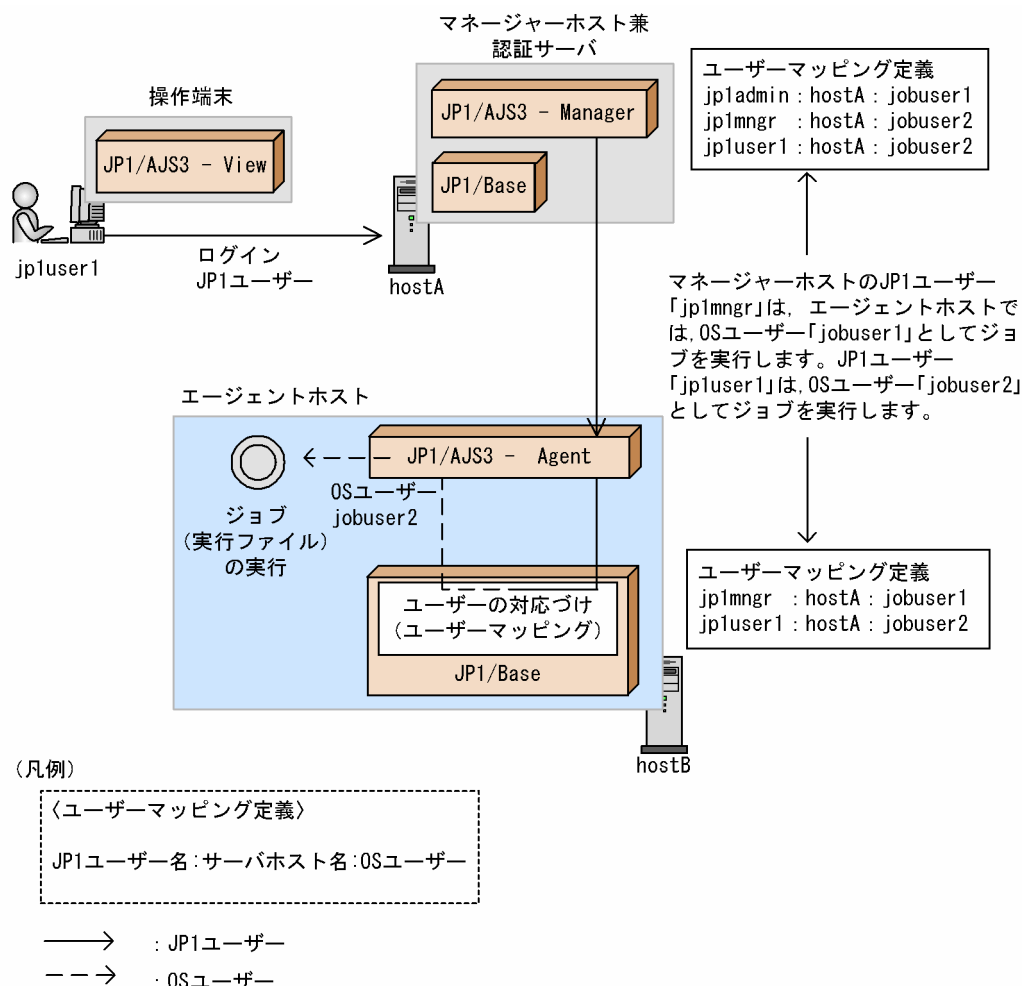 マネージャーホスト兼
認証サーバ
操作端末
JP1/AJS3 - View
JP1/AJS3 - Manager
JP1/Base
ユーザーマッピング定義
jp1admin:hostA:jobuser1
jp1mngr :hostA:jobuser2
jp1user1:hostA:jobuser2
jp1user1
ログイン
JP1ユーザー
hostA
マネージャーホストのJP1ユーザー
「jp1mngr」は,エージェントホストで
は,OSユーザー「jobuser1」としてジョ
ブを実行します。JP1ユーザー
「jp1user1」は,OSユーザー「jobuser2」
としてジョブを実行します。
エージェントホスト
JP1/AJS3 - Agent
OSユーザー
jobuser2
ジョブ
(実行ファイル)
の実行
ユーザーの対応づけ
(ユーザーマッピング)
JP1/Base
ユーザーマッピング定義
jp1mngr :hostA:jobuser1
jp1user1:hostA:jobuser2
hostB
(凡例)
〈ユーザーマッピング定義〉
JP1ユーザー名:サーバホスト名:OSユーザー
:JP1ユーザー
:OSユーザー